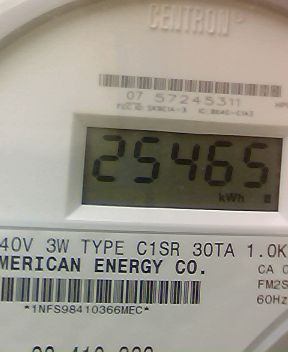 CENTRON®
07 57245311
25465
kWh
40V 3W TYPE C1SR 30TA 1.0K
MERICAN ENERGY CO.
CA 0
FM2S
60Hz
*1NFS98410366MEC*